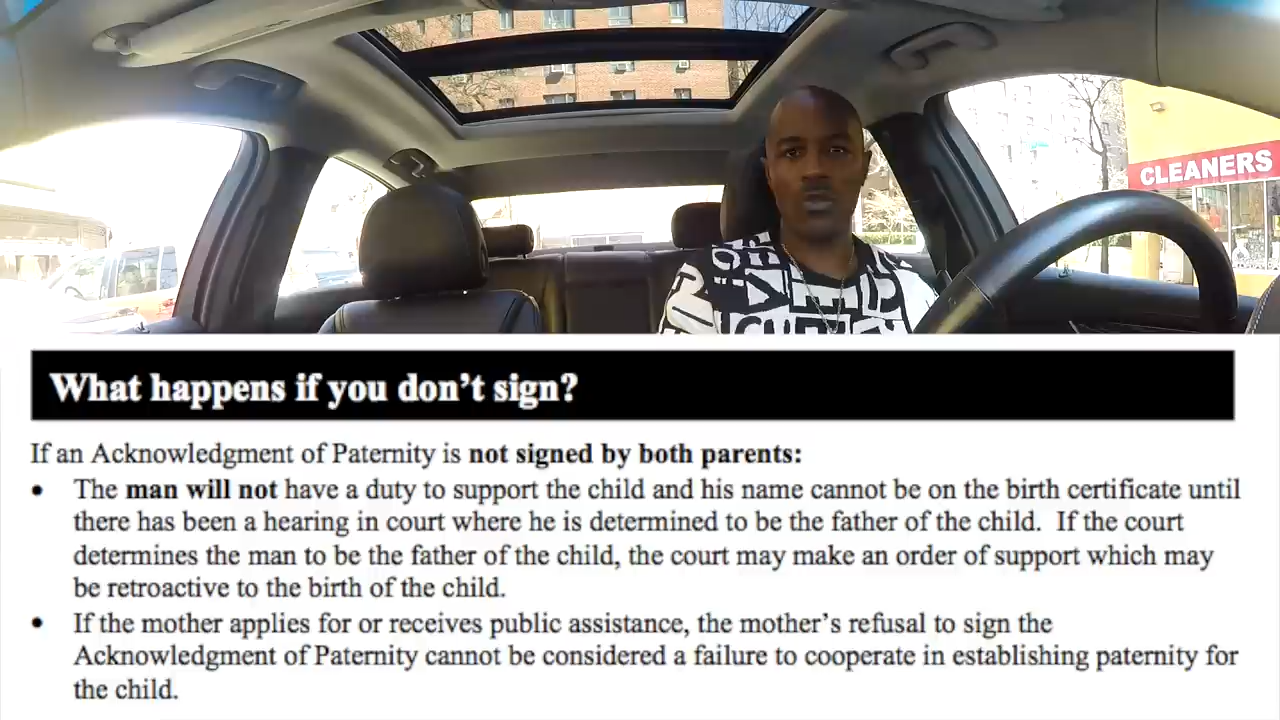 CLEANERS
What happens if you don’t sign?
If an Acknowledgment of Paternity is not signed by both parents:
• The man will not have a duty to support the child and his name cannot be on the birth certificate until
there has been a hearing in court where he is determined to be the father of the child.  If the court
determines the man to be the father of the child, the court may make an order of support which may
be retroactive to the birth of the child.
• If the mother applies for or receives public assistance, the mother’s refusal to sign the
Acknowledgment of Paternity cannot be considered a failure to cooperate in establishing paternity for
the child.